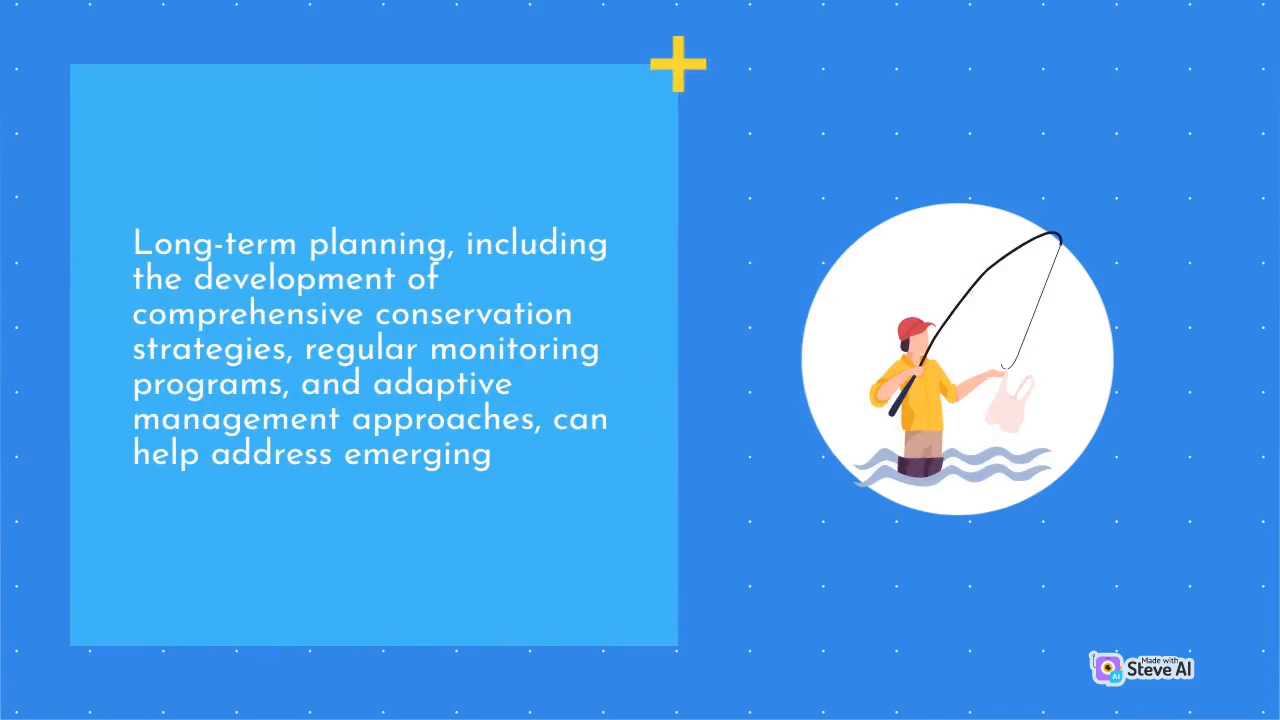 Long-term planning, including
the development of
comprehensive conservation
strategies, regular monitoring
programs, and adaptive
management approaches, can
help address emerging
Made with
Steve AI
AI